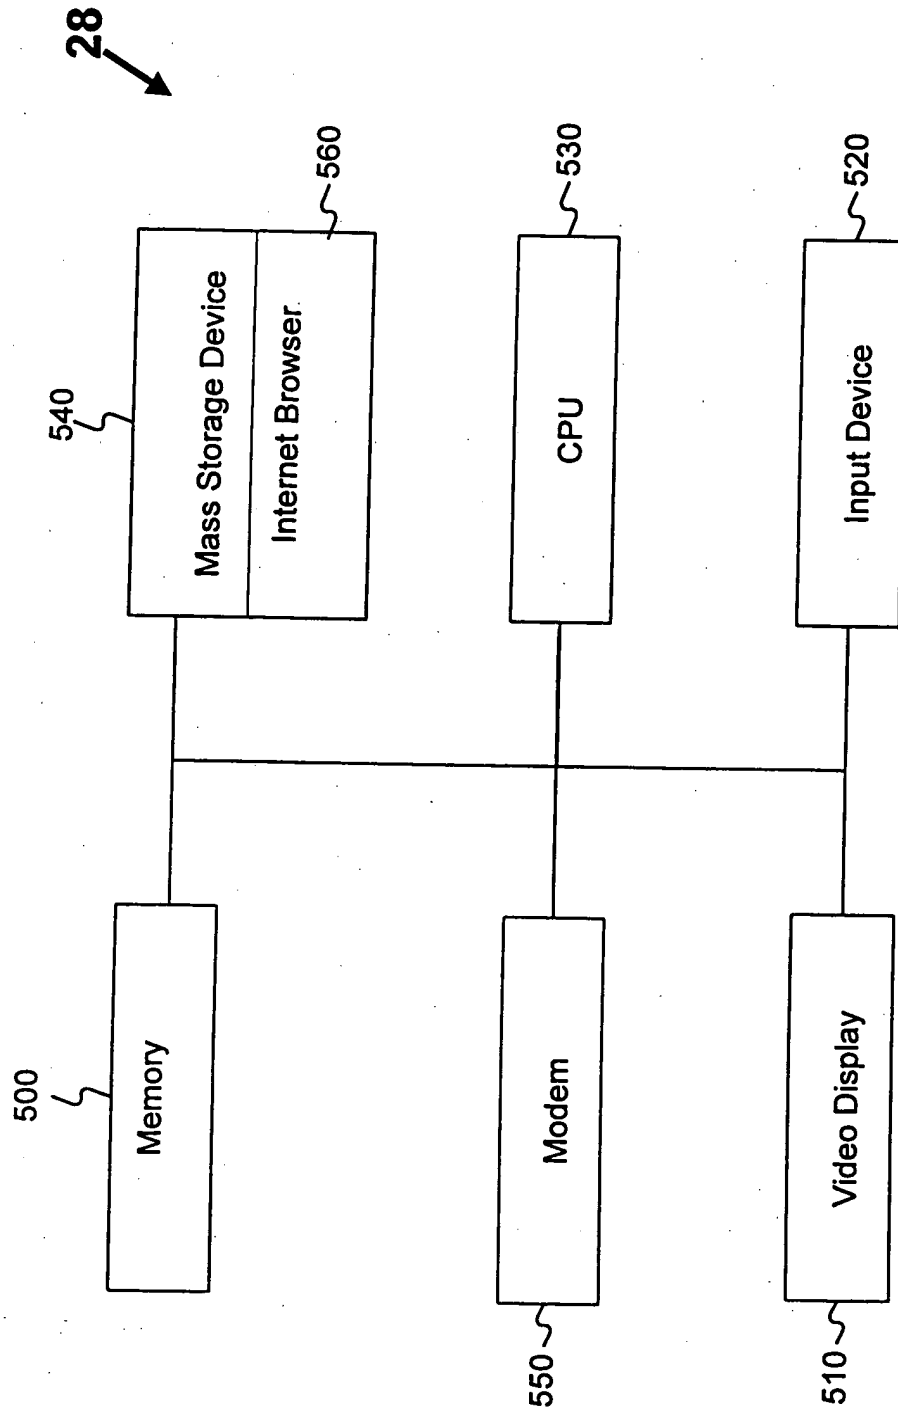 28
500
Memory
540
Mass Storage Device
Internet Browser
560
550
Modem
CPU
530
510
Video Display
Input Device
520